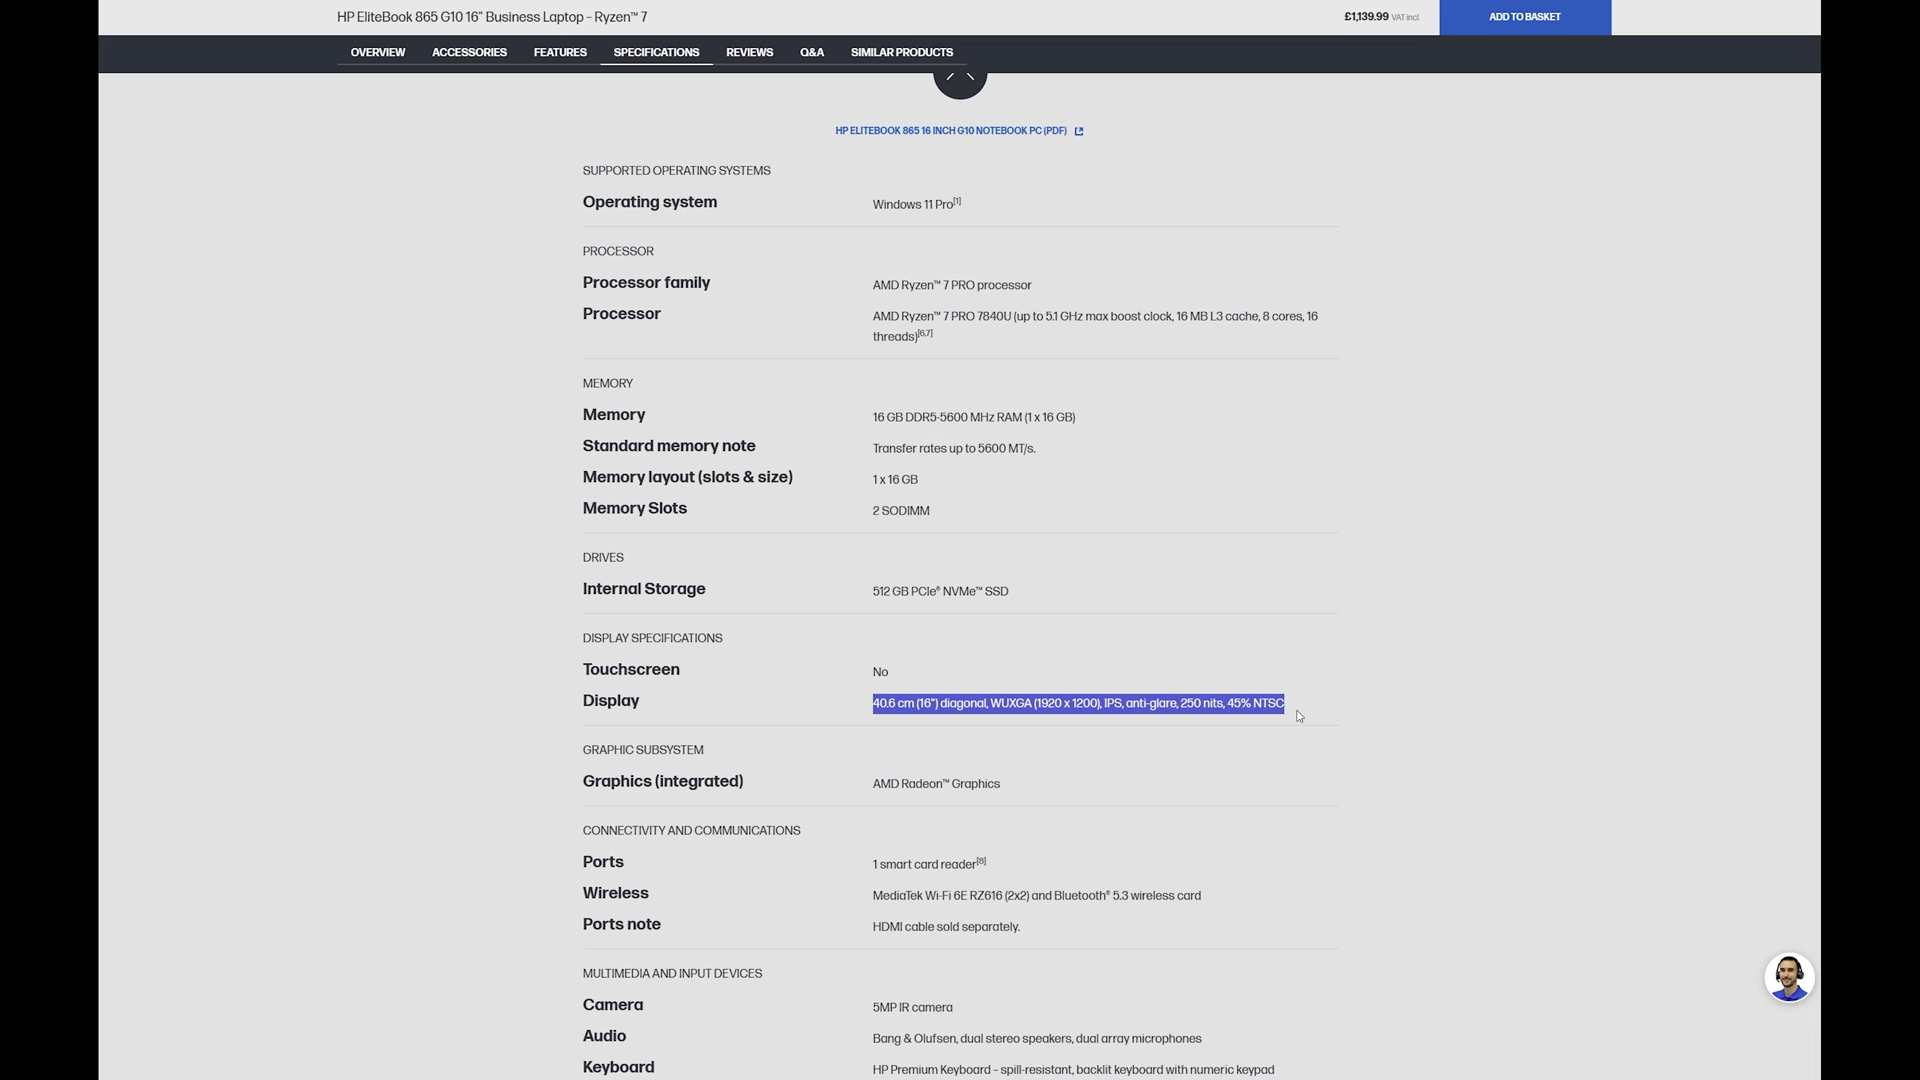 HP EliteBook 865 G10 16" Business Laptop - Ryzen™ 7
£1,139.99 VAT incl.
ADD TO BASKET
OVERVIEW ACCESSORIES FEATURES SPECIFICATIONS REVIEWS Q&A SIMILAR PRODUCTS
HP ELITEBOOK 865 16 INCH G10 NOTEBOOK PC (PDF)
SUPPORTED OPERATING SYSTEMS
Operating system Windows 11 Pro[1]
PROCESSOR
Processor family AMD Ryzen™ 7 PRO processor
Processor AMD Ryzen™ 7 PRO 7840U (up to 5.1 GHz max boost clock, 16 MB L3 cache, 8 cores, 16
threads)[6,7]
MEMORY
Memory 16 GB DDR5-5600 MHz RAM (1 x 16 GB)
Standard memory note Transfer rates up to 5600 MT/s.
Memory layout (slots & size) 1 x 16 GB
Memory Slots 2 SODIMM
DRIVES
Internal Storage 512 GB PCIe® NVMe™ SSD
DISPLAY SPECIFICATIONS
Touchscreen No
Display 40.6 cm (16") diagonal, WUXGA (1920 x 1200), IPS, anti-glare, 250 nits, 45% NTSC
GRAPHIC SUBSYSTEM
Graphics (integrated) AMD Radeon™ Graphics
CONNECTIVITY AND COMMUNICATIONS
Ports 1 smart card reader[8]
Wireless MediaTek Wi-Fi 6E RZ616 (2x2) and Bluetooth® 5.3 wireless card
Ports note HDMI cable sold separately.
MULTIMEDIA AND INPUT DEVICES
Camera 5MP IR camera
Audio Bang & Olufsen, dual stereo speakers, dual array microphones
Keyboard HP Premium Keyboard – spill-resistant, backlit keyboard with numeric keypad